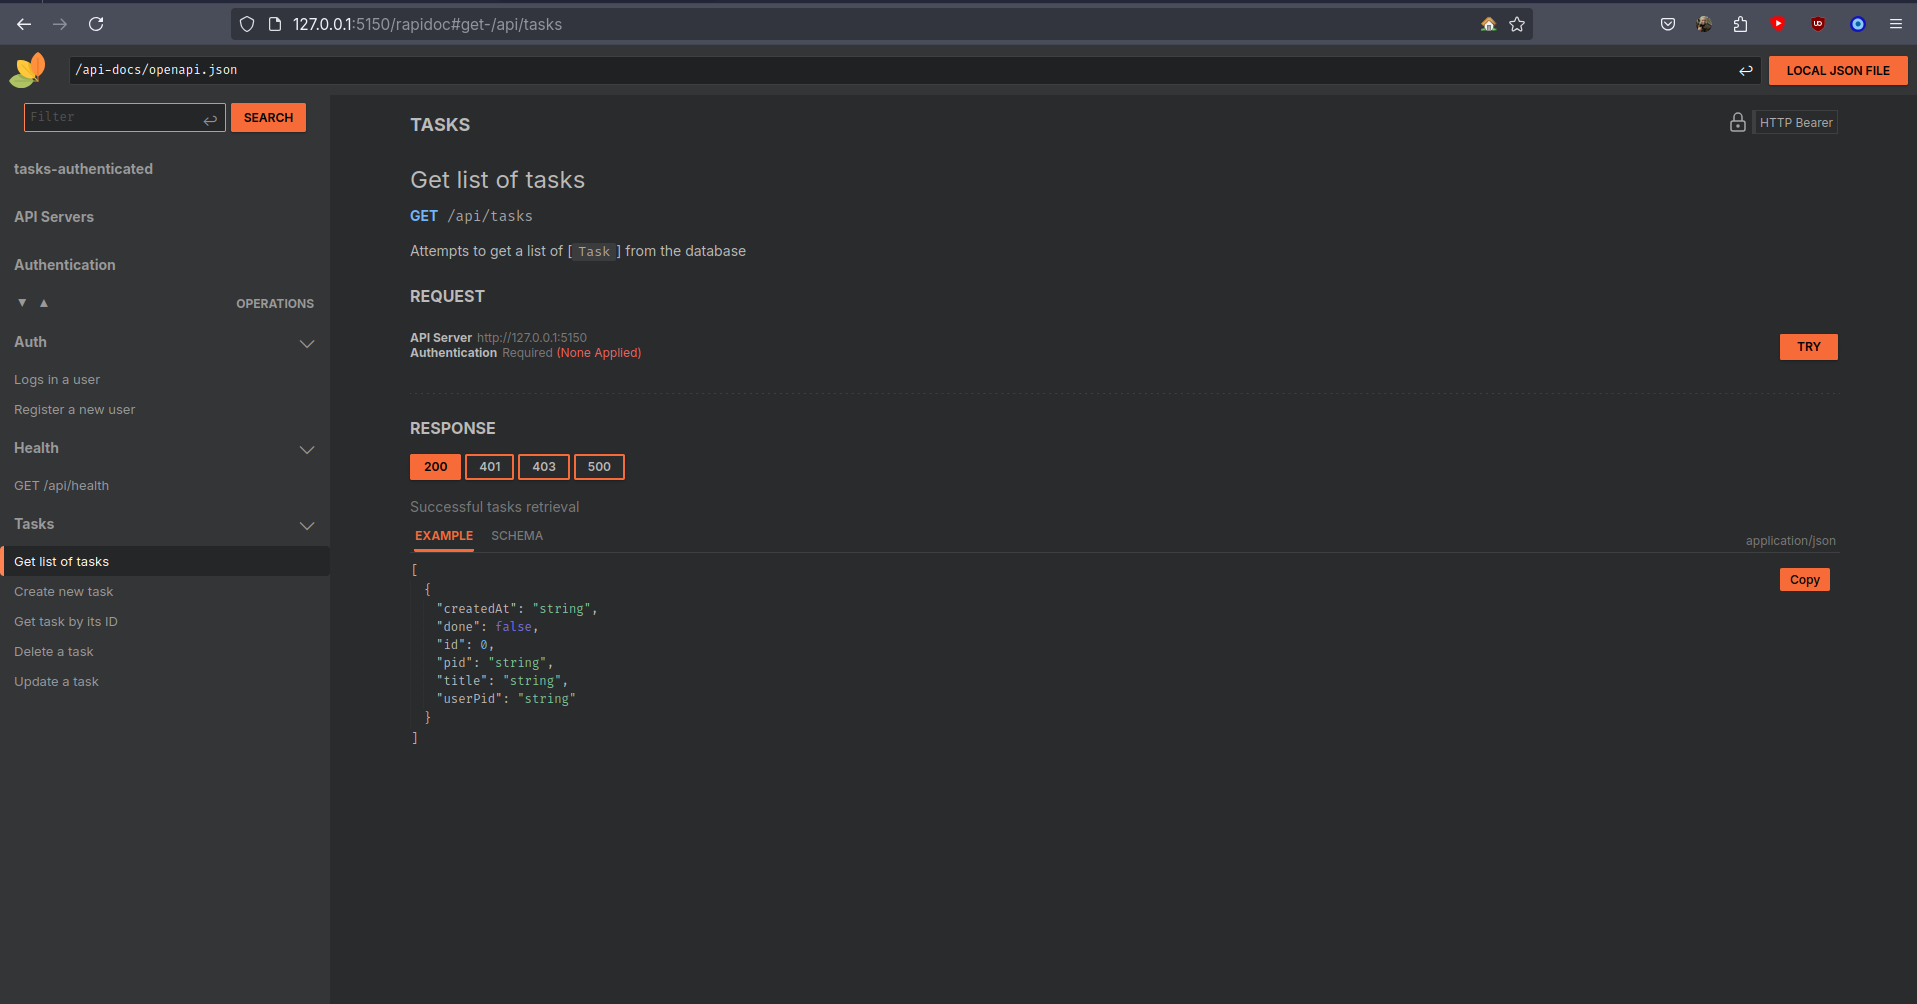 127.0.0.1:5150/rapidoc#get-/api/tasks
/api-docs/openapi.json
LOCAL JSON FILE
Filter
SEARCH
tasks-authenticated
API Servers
Authentication
OPERATIONS
Auth
Logs in a user
Register a new user
Health
GET /api/health
Tasks
Get list of tasks
Create new task
Get task by its ID
Delete a task
Update a task
TASKS
HTTP Bearer
Get list of tasks
GET /api/tasks
Attempts to get a list of [ Task ] from the database
REQUEST
API Server http://127.0.0.1:5150
Authentication Required (None Applied)
TRY
RESPONSE
200 401 403 500
Successful tasks retrieval
EXAMPLE SCHEMA
application/json
Copy
[
{
"createdAt": "string",
"done": false,
"id": 0,
"pid": "string",
"title": "string",
"userPid": "string"
}
]